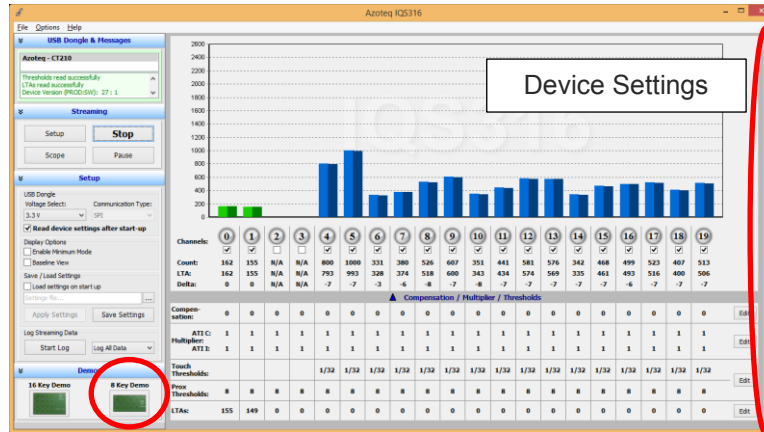 Azoteq IQS316
File Options Help
USB Dongle & Messages
Azoteq - CT210
Thresholds read successfully
LTAs read successfully
Device Version (PROD:SW): 27 : 1
Streaming
Setup Stop
Scope Pause
Setup
USB Dongle
Voltage Select: Communication Type:
3.3 V SPI
Read device settings after start-up
Display Options
Enable Minimum Mode
Baseline View
Save / Load Settings
Load settings on start up
Settings file... ...
Apply Settings Save Settings
Log Streaming Data
Start Log Log All Data
Demos
16 Key Demo 8 Key Demo
Device Settings
IQS316
2600
2400
2200
2000
1800
1600
1400
1200
1000
800
600
400
200
0
Channels: 0 1 2 3 4 5 6 7 8 9 10 11 12 13 14 15 16 17 18 19
Count: 162 155 N/A N/A 800 1000 331 380 526 607 351 441 581 576 342 468 499 523 407 513
LTA: 162 155 N/A N/A 793 993 328 374 518 600 343 434 574 569 335 461 493 516 400 506
Delta: 0 0 N/A N/A -7 -7 -3 -6 -8 -7 -8 -7 -7 -7 -7 -7 -6 -7 -7 -7
Compensation / Multiplier / Thresholds
Compen-
sation: 0 0 0 0 0 0 0 0 0 0 0 0 0 0 0 0 0 0 0 0 Edit
ATI C: 1 1 1 1 1 1 1 1 1 1 1 1 1 1 1 1 1 1 1 1
Multiplier: Edit
ATI I: 1 1 1 1 1 1 1 1 1 1 1 1 1 1 1 1 1 1 1 1
Touch
Thresholds: 1/32 1/32 1/32 1/32 1/32 1/32 1/32 1/32 1/32 1/32 1/32 1/32 1/32 1/32 1/32 1/32
Edit
Prox
Thresholds: 8 8 8 8 8 8 8 8 8 8 8 8 8 8 8 8 8 8 8 8
LTAs: 155 149 0 0 0 0 0 0 0 0 0 0 0 0 0 0 0 0 0 0 Edit